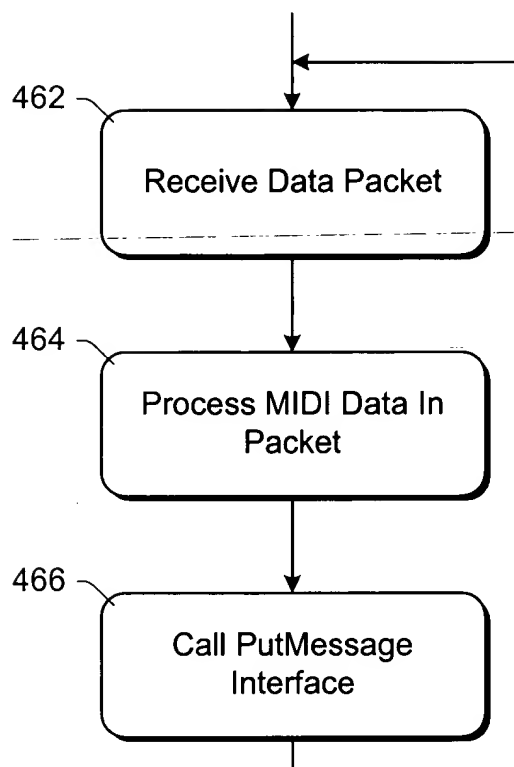 462
Receive Data Packet
464
Process MIDI Data In
Packet
466
Call PutMessage
Interface